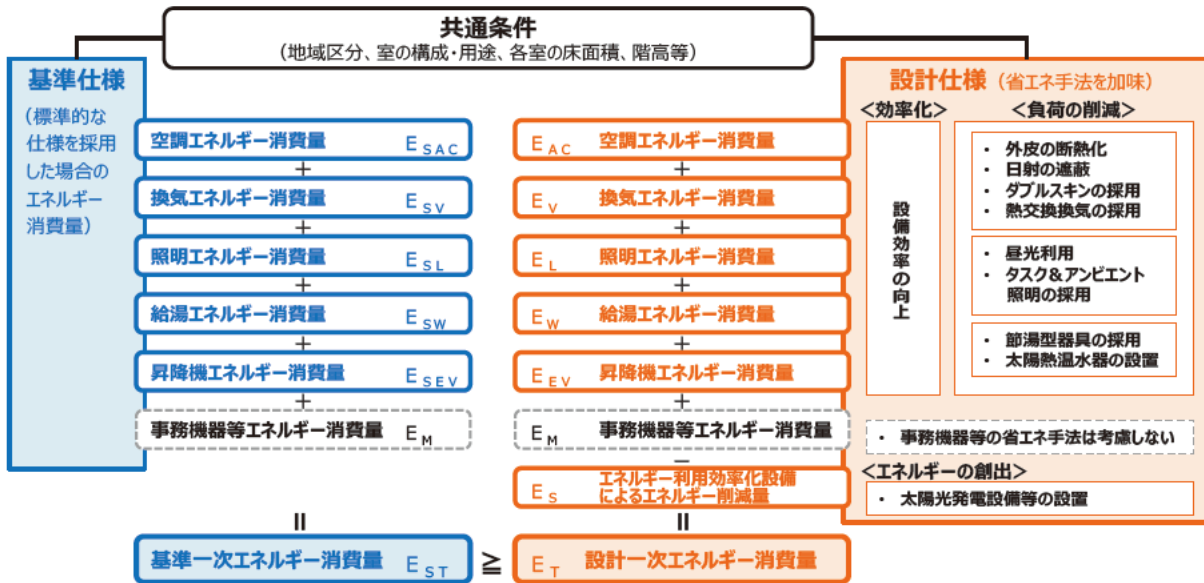 共通条件
(地域区分、室の構成・用途、各室の床面積、階高等)
基準仕様
(標準的な
仕様を採用
した場合の
エネルギー
消費量)
空調エネルギー消費量 E SAC
+
換気エネルギー消費量 E SV
+
照明エネルギー消費量 E SL
+
給湯エネルギー消費量 E SW
+
昇降機エネルギー消費量 E SEV
+
事務機器等エネルギー消費量 E M
=
基準一次エネルギー消費量 E ST
≧
E AC 空調エネルギー消費量
+
E V 換気エネルギー消費量
+
E L 照明エネルギー消費量
+
E W 給湯エネルギー消費量
+
E EV 昇降機エネルギー消費量
+
E M 事務機器等エネルギー消費量
−
E S エネルギー利用効率化設備
によるエネルギー削減量
=
E T 設計一次エネルギー消費量
設計仕様 (省エネ手法を加味)
<効率化>
設備効率の向上
<負荷の削減>
・ 外皮の断熱化
・ 日射の遮蔽
・ ダブルスキンの採用
・ 熱交換換気の採用
・ 昼光利用
・ タスク&アンビエント
照明の採用
・ 節湯型器具の採用
・ 太陽熱温水器の設置
・ 事務機器等の省エネ手法は考慮しない
<エネルギーの創出>
・ 太陽光発電設備等の設置